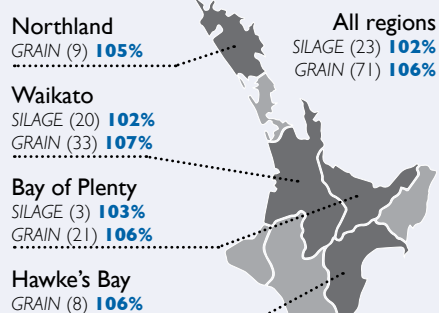 Northland
GRAIN (9) 105%
All regions
SILAGE (23) 102%
GRAIN (71) 106%
Waikato
SILAGE (20) 102%
GRAIN (33) 107%
Bay of Plenty
SILAGE (3) 103%
GRAIN (21) 106%
Hawke's Bay
GRAIN (8) 106%